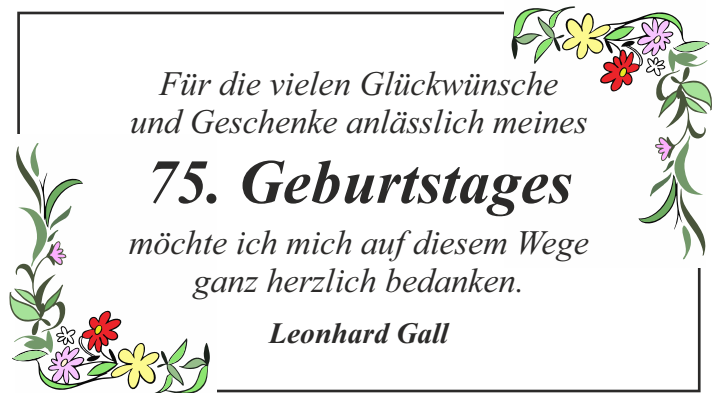 Für die vielen Glückwünsche
und Geschenke anlässlich meines
75. Geburtstages
möchte ich mich auf diesem Wege
ganz herzlich bedanken.
Leonhard Gall